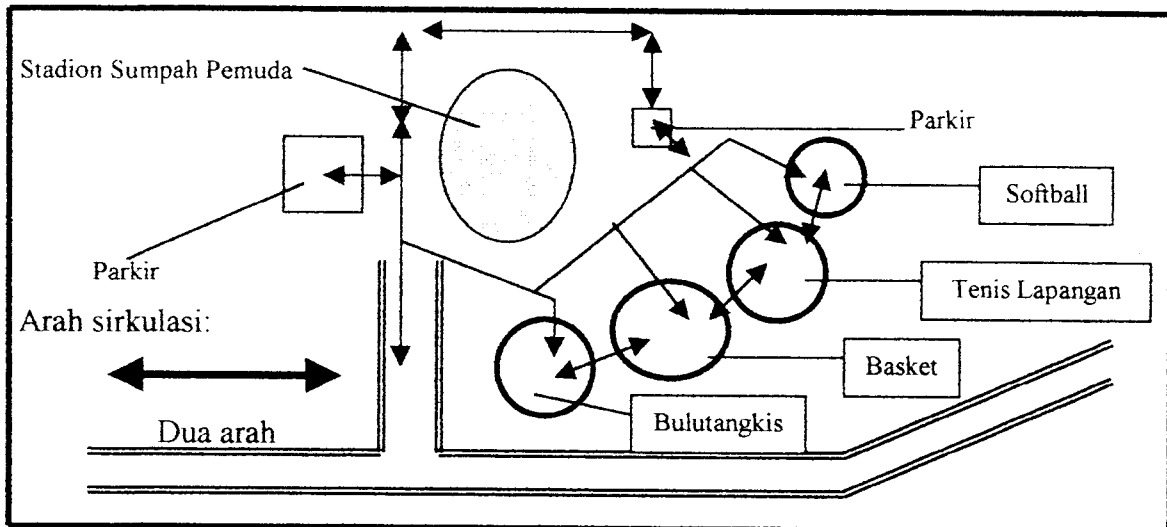 Stadion Sumpah Pemuda
Parkir
Softball
Parkir
Tenis Lapangan
Arah sirkulasi:
Basket
Bulutangkis
Dua arah